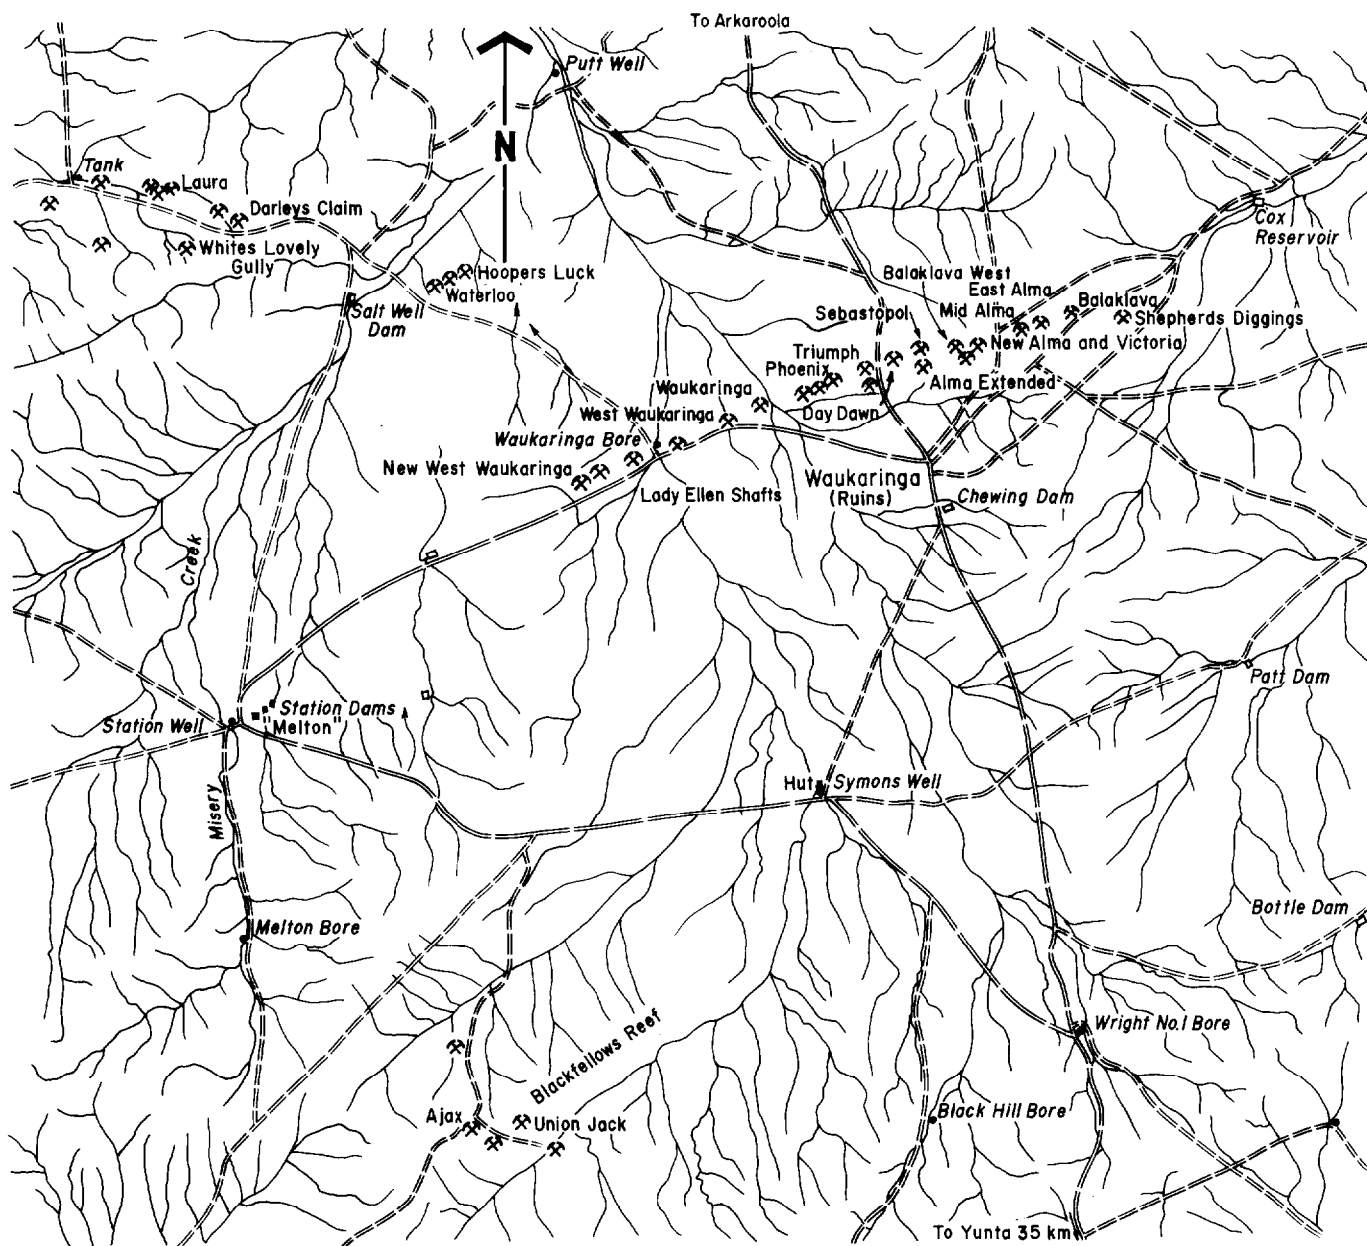 To Arkaroola
Putt Well
N
Tank
Laura
Darleys Claim
Whites Lovely
Gully
Cox
Reservoir
Hoopers Luck
Waterloo
Salt Well
Dam
Balaklava West
East Alma
Mid Alma
Balaklava
Sebastopol
Shepherds Diggings
New Alma and Victoria
Triumph
Phoenix
Alma Extended
Waukaringa
Day Dawn
West Waukaringa
Waukaringa Bore
New West Waukaringa
Waukaringa
(Ruins)
Lady Ellen Shafts
Chewing Dam
Creek
Patt Dam
Station Dams
"Melton"
Station Well
Hut
Symons Well
Misery
Bottle Dam
Melton Bore
Wright No.1 Bore
Blackfellows Reef
Ajax
Union Jack
Black Hill Bore
To Yunta 35 km